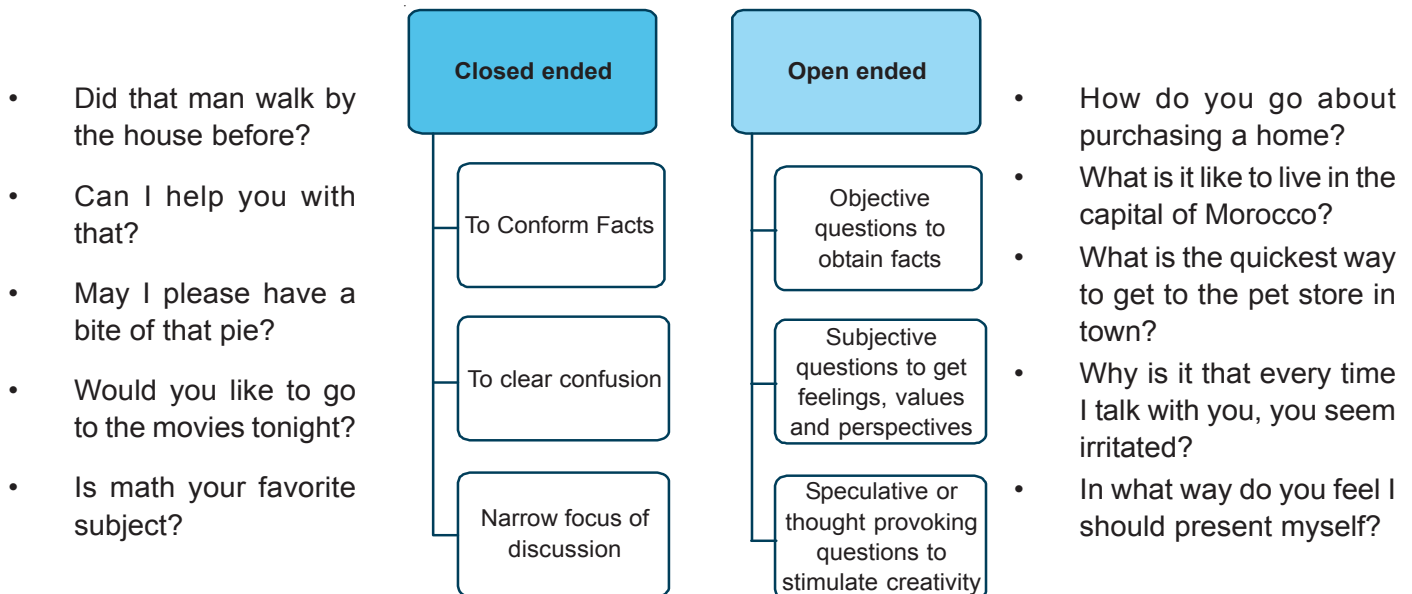 • Did that man walk by
the house before?
• Can I help you with
that?
• May I please have a
bite of that pie?
• Would you like to go
to the movies tonight?
• Is math your favorite
subject?
Closed ended
To Conform Facts
To clear confusion
Narrow focus of
discussion
Open ended
Objective
questions to
obtain facts
Subjective
questions to get
feelings, values
and perspectives
Speculative or
thought provoking
questions to
stimulate creativity
• How do you go about
purchasing a home?
• What is it like to live in the
capital of Morocco?
• What is the quickest way
to get to the pet store in
town?
• Why is it that every time
I talk with you, you seem
irritated?
• In what way do you feel I
should present myself?